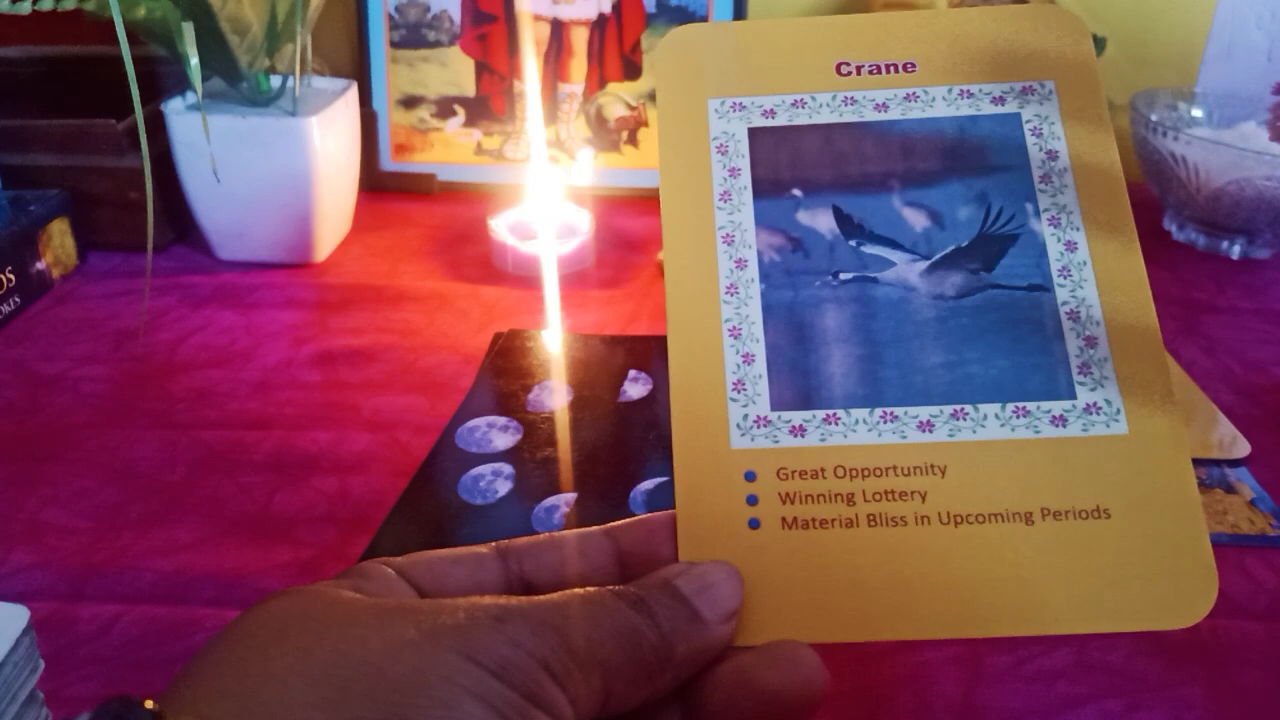 Crane
Great Opportunity
Winning Lottery
Material Bliss in Upcoming Periods